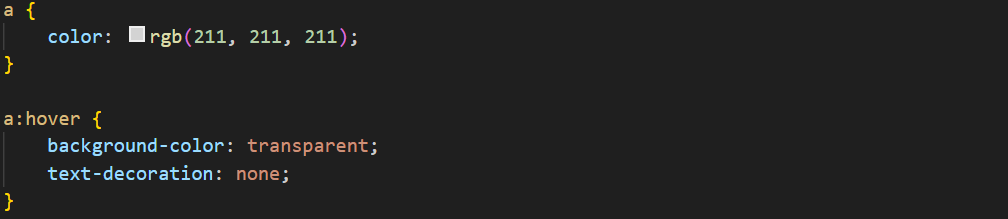 a {
    color: rgb(211, 211, 211);
}

a:hover {
    background-color: transparent;
    text-decoration: none;
}